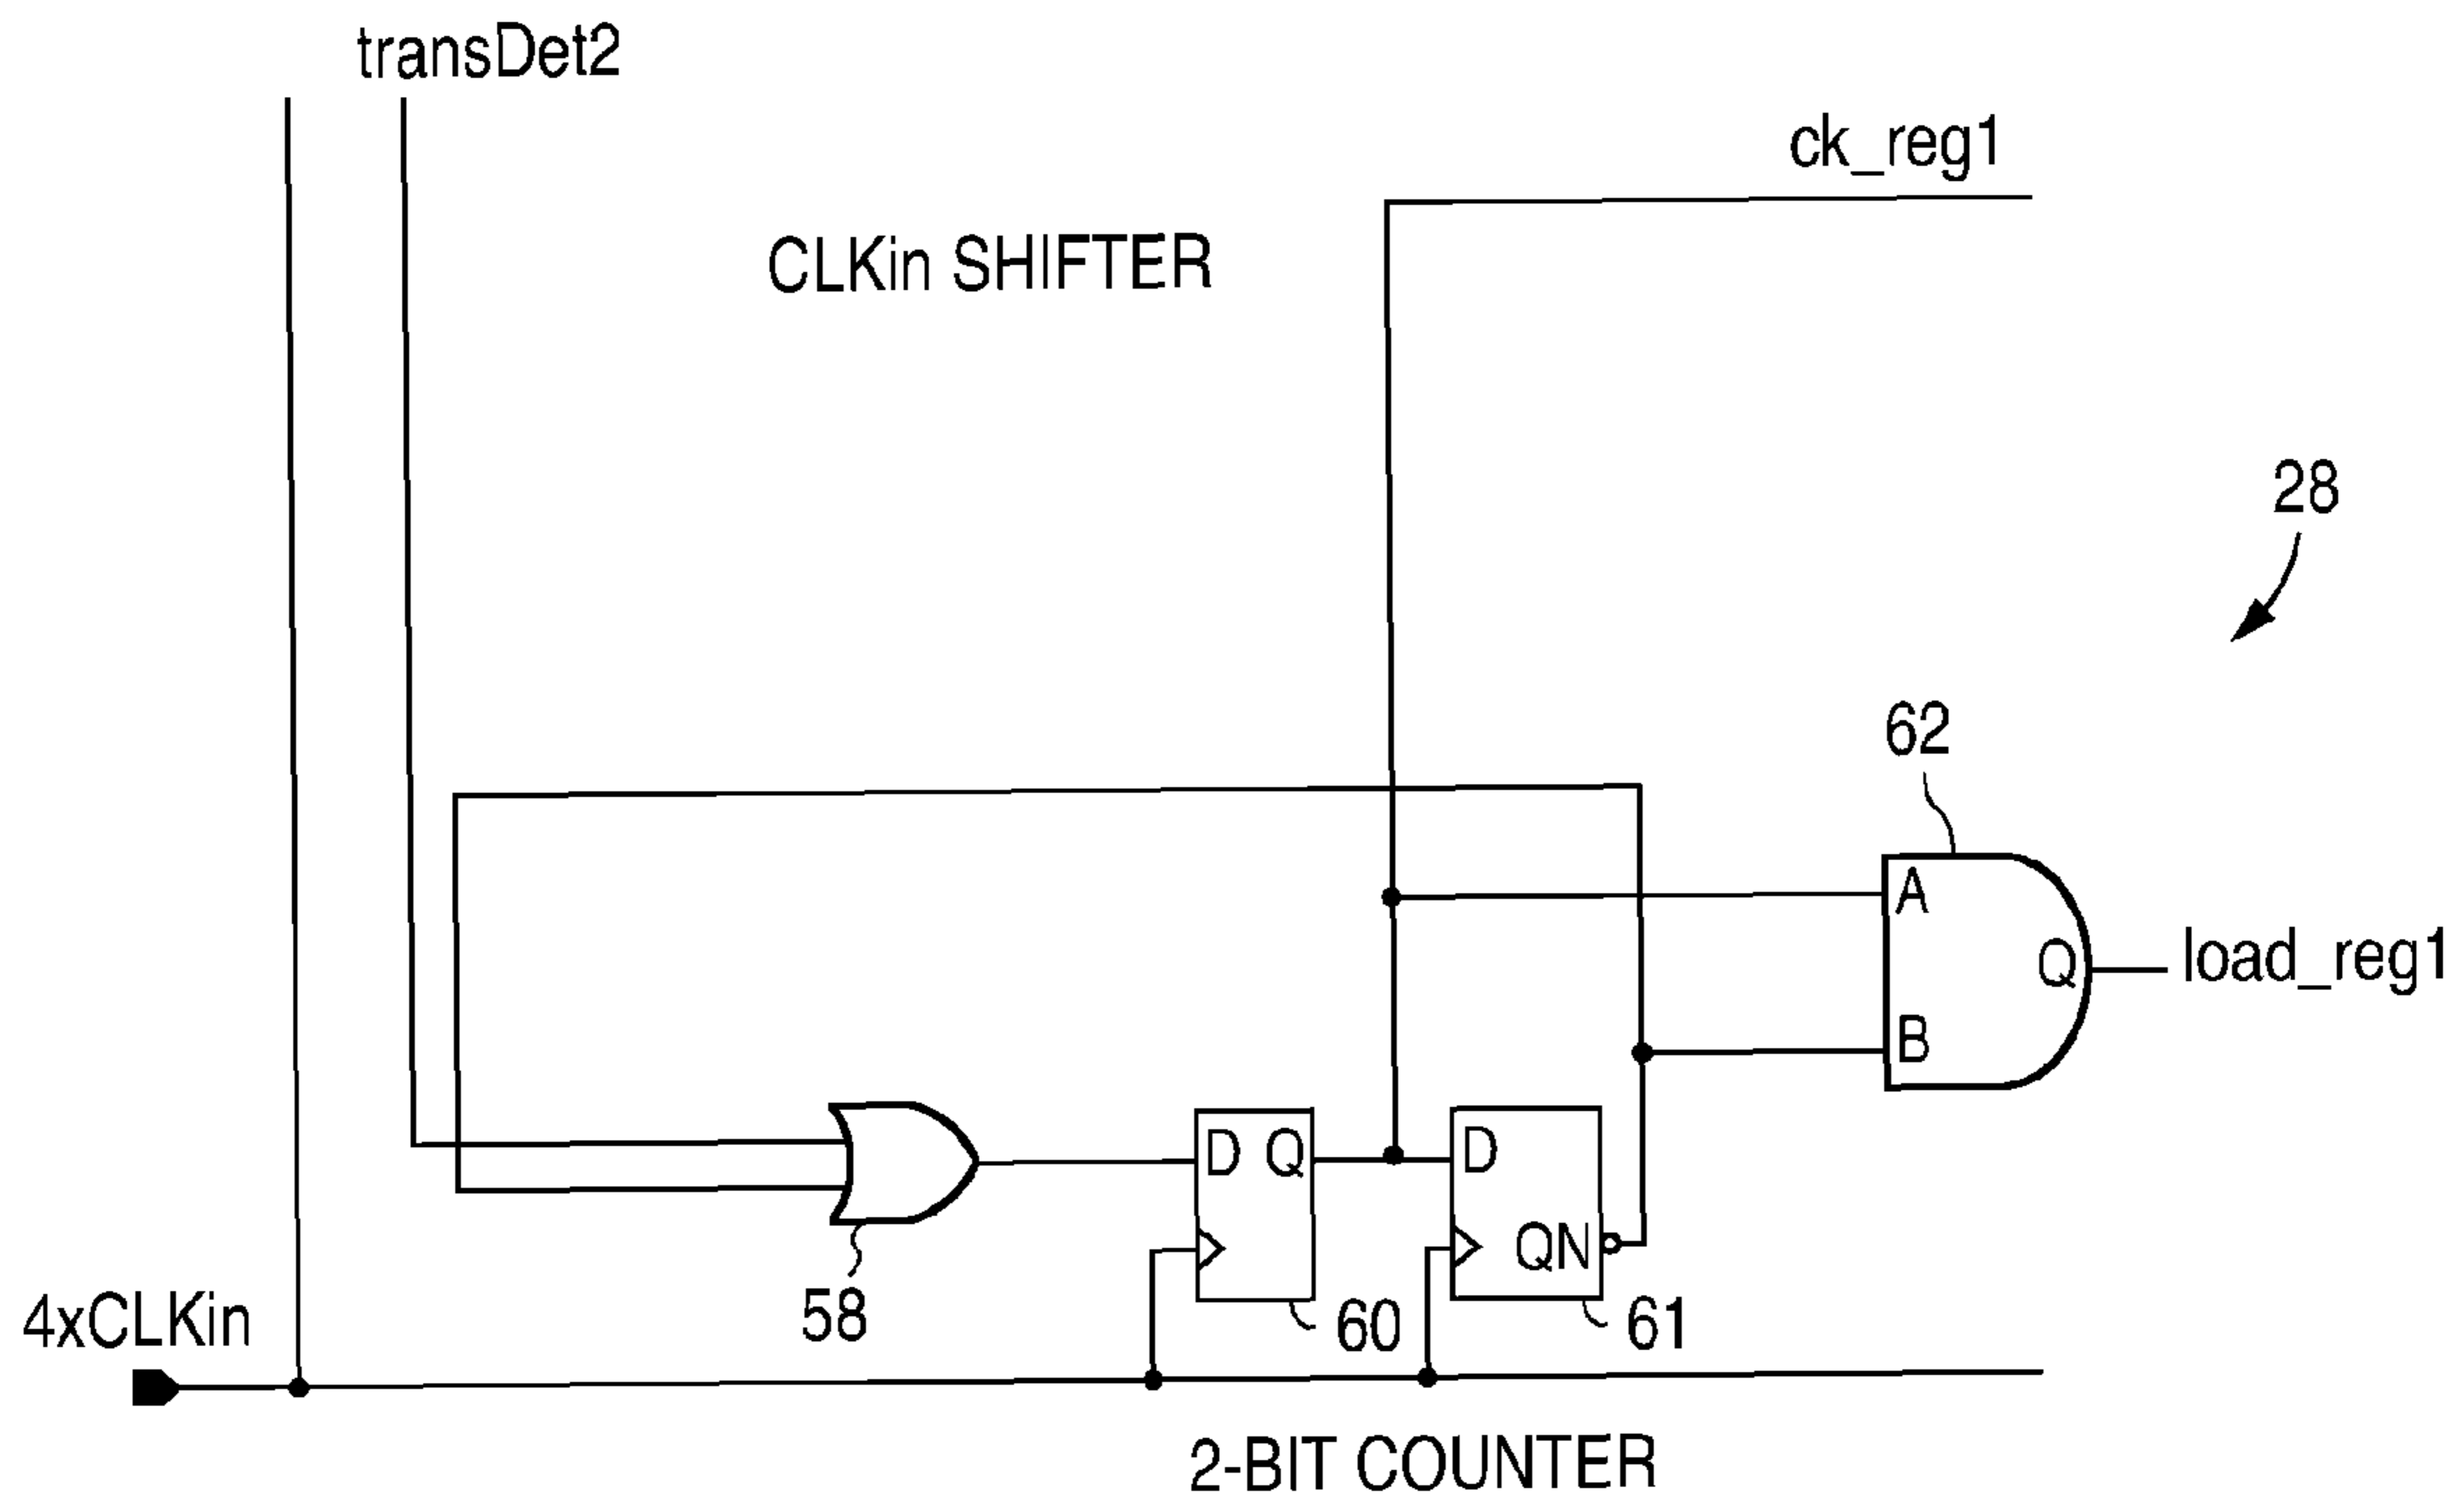 transDet2
ck_reg1
CLKin SHIFTER
28
62
A
Q
load_reg1
B
D Q
D
QN
58
60
61
4xCLKin
2-BIT COUNTER